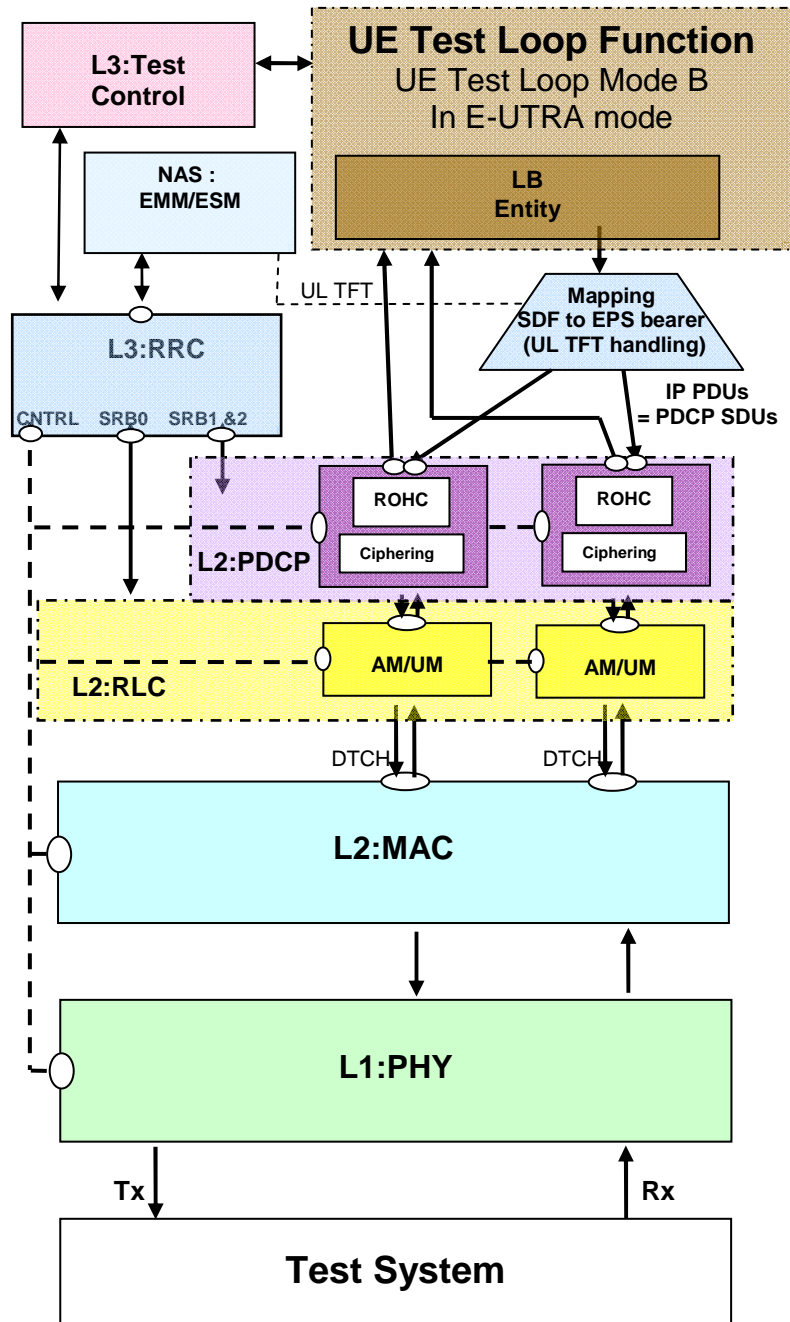 UE Test Loop Function
UE Test Loop Mode B
In E-UTRA mode
L3:Test
Control
NAS :
EMM/ESM
LB
Entity
UL TFT
Mapping
SDF to EPS bearer
(UL TFT handling)
L3:RRC
CNTRL SRB0 SRB1 &2
IP PDUs
= PDCP SDUs
ROHC
ROHC
Ciphering
Ciphering
L2:PDCP
AM/UM
AM/UM
L2:RLC
DTCH
DTCH
L2:MAC
L1:PHY
Tx
Rx
Test System